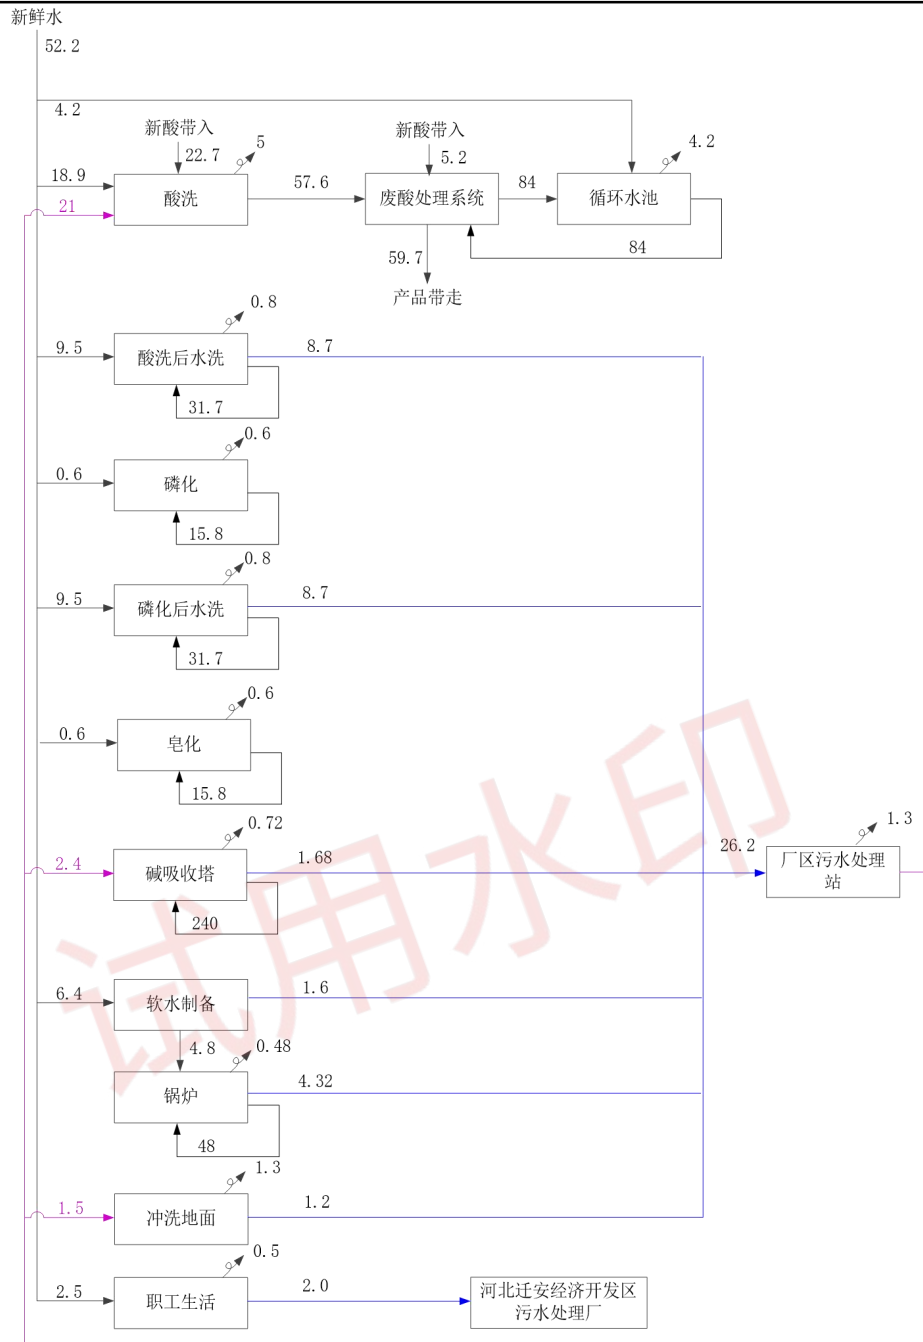 新鲜水
52.2
4.2
新酸带入
22.7
5
新酸带入
5.2
4.2
18.9
酸洗
57.6
废酸处理系统
84
循环水池
21
59.7
84
产品带走
0.8
9.5
酸洗后水洗
8.7
31.7
0.6
0.6
磷化
15.8
0.8
9.5
磷化后水洗
8.7
31.7
0.6
0.6
皂化
15.8
0.72
2.4
碱吸收塔
1.68
26.2
1.3
厂区污水处理
站
240
6.4
软水制备
1.6
4.8
0.48
锅炉
4.32
48
1.3
1.5
冲洗地面
1.2
0.5
2.5
职工生活
2.0
河北迁安经济开发区
污水处理厂
试用水印